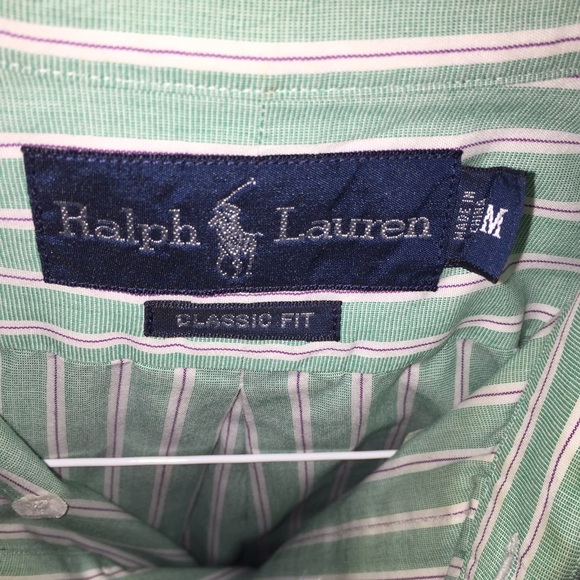 Ralph Lauren
MADE IN
CHINA
M
CLASSIC FIT